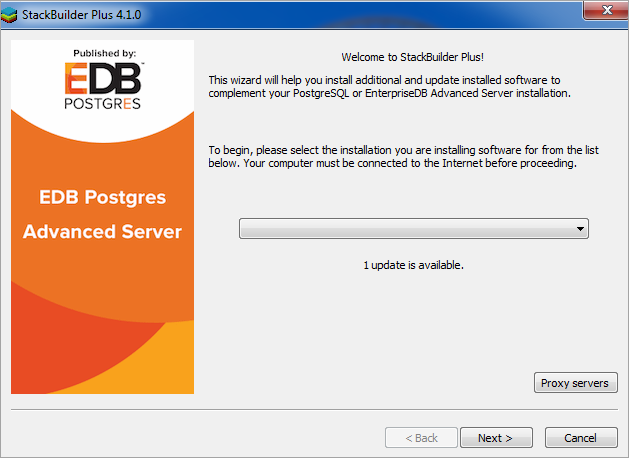 StackBuilder Plus 4.1.0
Published by:
EDB™
POSTGRES
EDB Postgres
Advanced Server
Welcome to StackBuilder Plus!
This wizard will help you install additional and update installed software to
complement your PostgreSQL or EnterpriseDB Advanced Server installation.
To begin, please select the installation you are installing software for from the list
below. Your computer must be connected to the Internet before proceeding.
1 update is available.
Proxy servers
< Back
Next >
Cancel